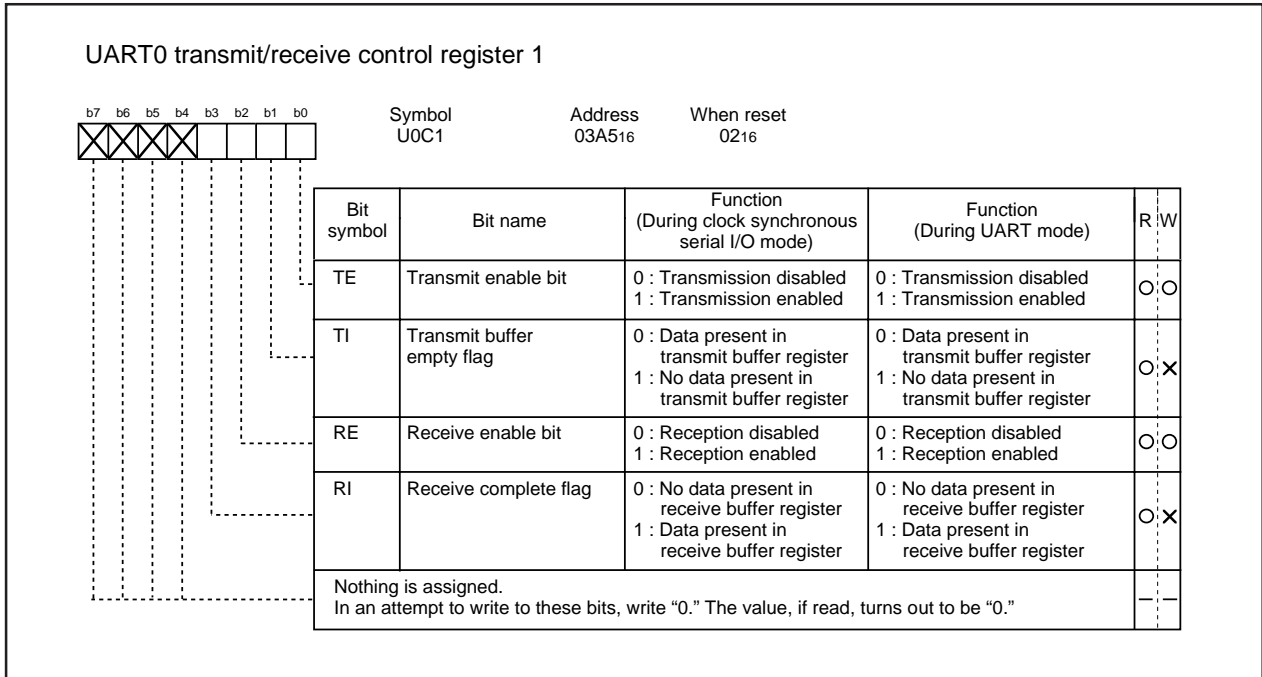 UART0 transmit/receive control register 1
b7 b6 b5 b4 b3 b2 b1 b0
Symbol Address When reset
U0C1 03A516 0216
Bit symbol Bit name Function (During clock synchronous serial I/O mode) Function (During UART mode) R W
TE Transmit enable bit 0 : Transmission disabled 0 : Transmission disabled
1 : Transmission enabled 1 : Transmission enabled
TI Transmit buffer 0 : Data present in 0 : Data present in
empty flag transmit buffer register transmit buffer register
1 : No data present in 1 : No data present in
transmit buffer register transmit buffer register
RE Receive enable bit 0 : Reception disabled 0 : Reception disabled
1 : Reception enabled 1 : Reception enabled
RI Receive complete flag 0 : No data present in 0 : No data present in
receive buffer register receive buffer register
1 : Data present in 1 : Data present in
receive buffer register receive buffer register
Nothing is assigned.
In an attempt to write to these bits, write “0.” The value, if read, turns out to be “0.”